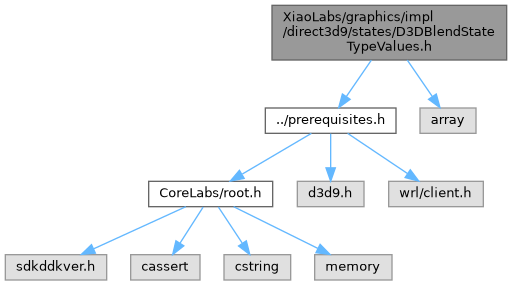 XiaoLabs/graphics/impl
/direct3d9/states/D3DBlendState
TypeValues.h
../prerequisites.h
array
CoreLabs/root.h
d3d9.h
wrl/client.h
sdkddkver.h
cassert
cstring
memory